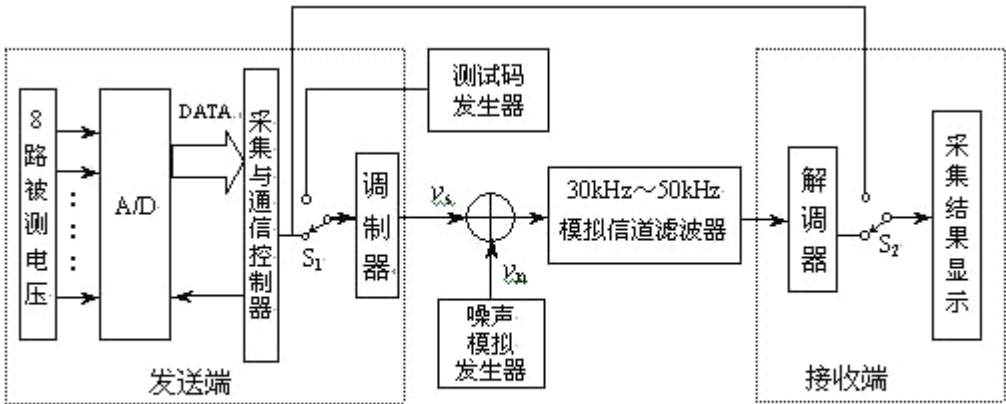 8路被测电压
A/D
DATA
采集与通信控制器
S1
调制器
测试码
发生器
vs
vn
噪声
模拟
发生器
30kHz～50kHz
模拟信道滤波器
解调器
S2
采集结果显示
发送端
接收端